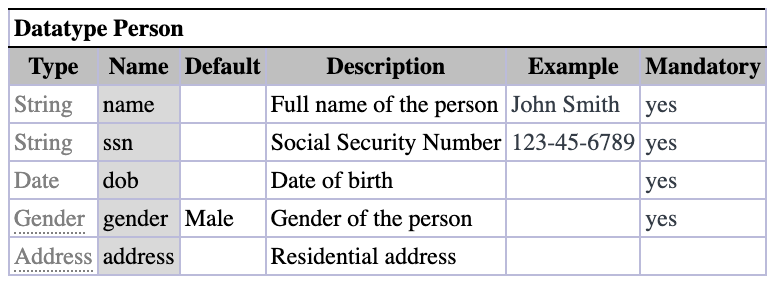 Datatype Person
Type Name Default Description Example Mandatory
String name Full name of the person John Smith yes
String ssn Social Security Number 123-45-6789 yes
Date dob Date of birth yes
Gender gender Male Gender of the person yes
Address address Residential address